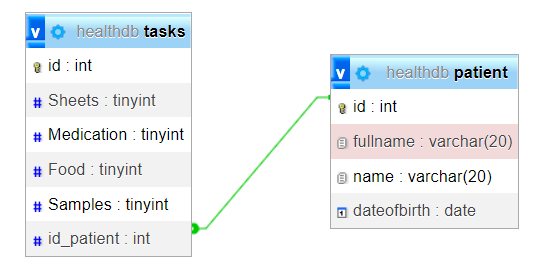 v healthdb tasks
id : int
# Sheets : tinyint
# Medication : tinyint
# Food : tinyint
# Samples : tinyint
# id_patient : int
v healthdb patient
id : int
fullname : varchar(20)
name : varchar(20)
dateofbirth : date